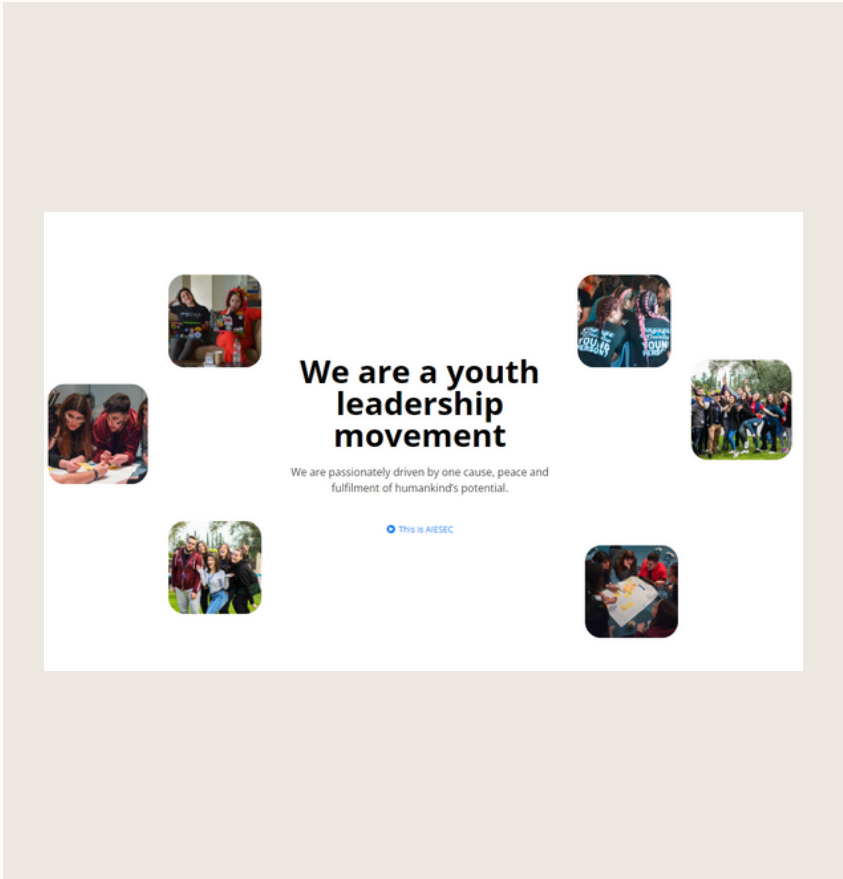 We are a youth
leadership
movement
We are passionately driven by one cause, peace and
fulfilment of humankind's potential.
This is AIESEC